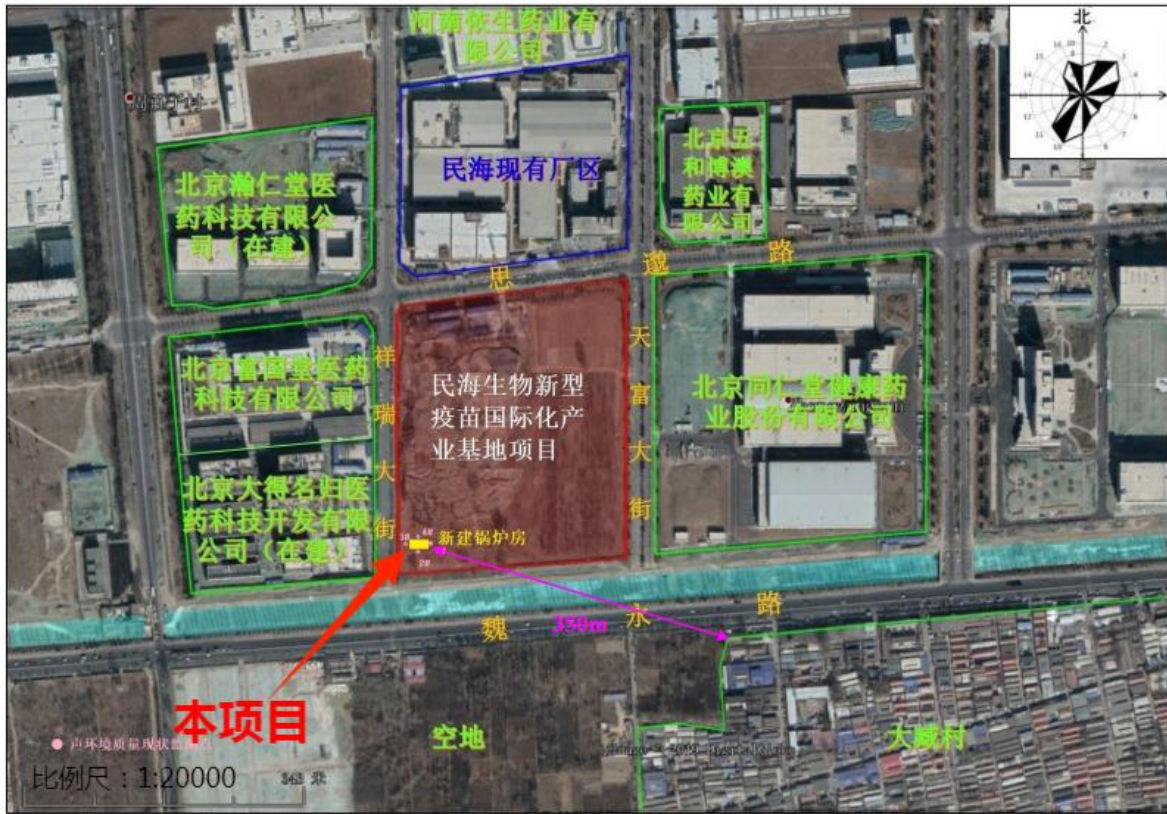 河南依生药业有
限公司
北
民海现有厂区
北京五
和博澳
药业有
限公司
北京瀚仁堂医
药科技有限公
司（在建）
思
邈
路
北京富国堂医药
科技有限公司
祥
瑞
大
街
民海生物新型
疫苗国际化产
业基地项目
天
富
大
街
北京同仁堂健康药
业股份有限公司
北京大得名归医
药科技开发有限
公司（在建）
新建锅炉房
2#
魏
永
路
350m
本项目
空地
大臧村
声环境质量现状监测点
比例尺：1:20000
343 米